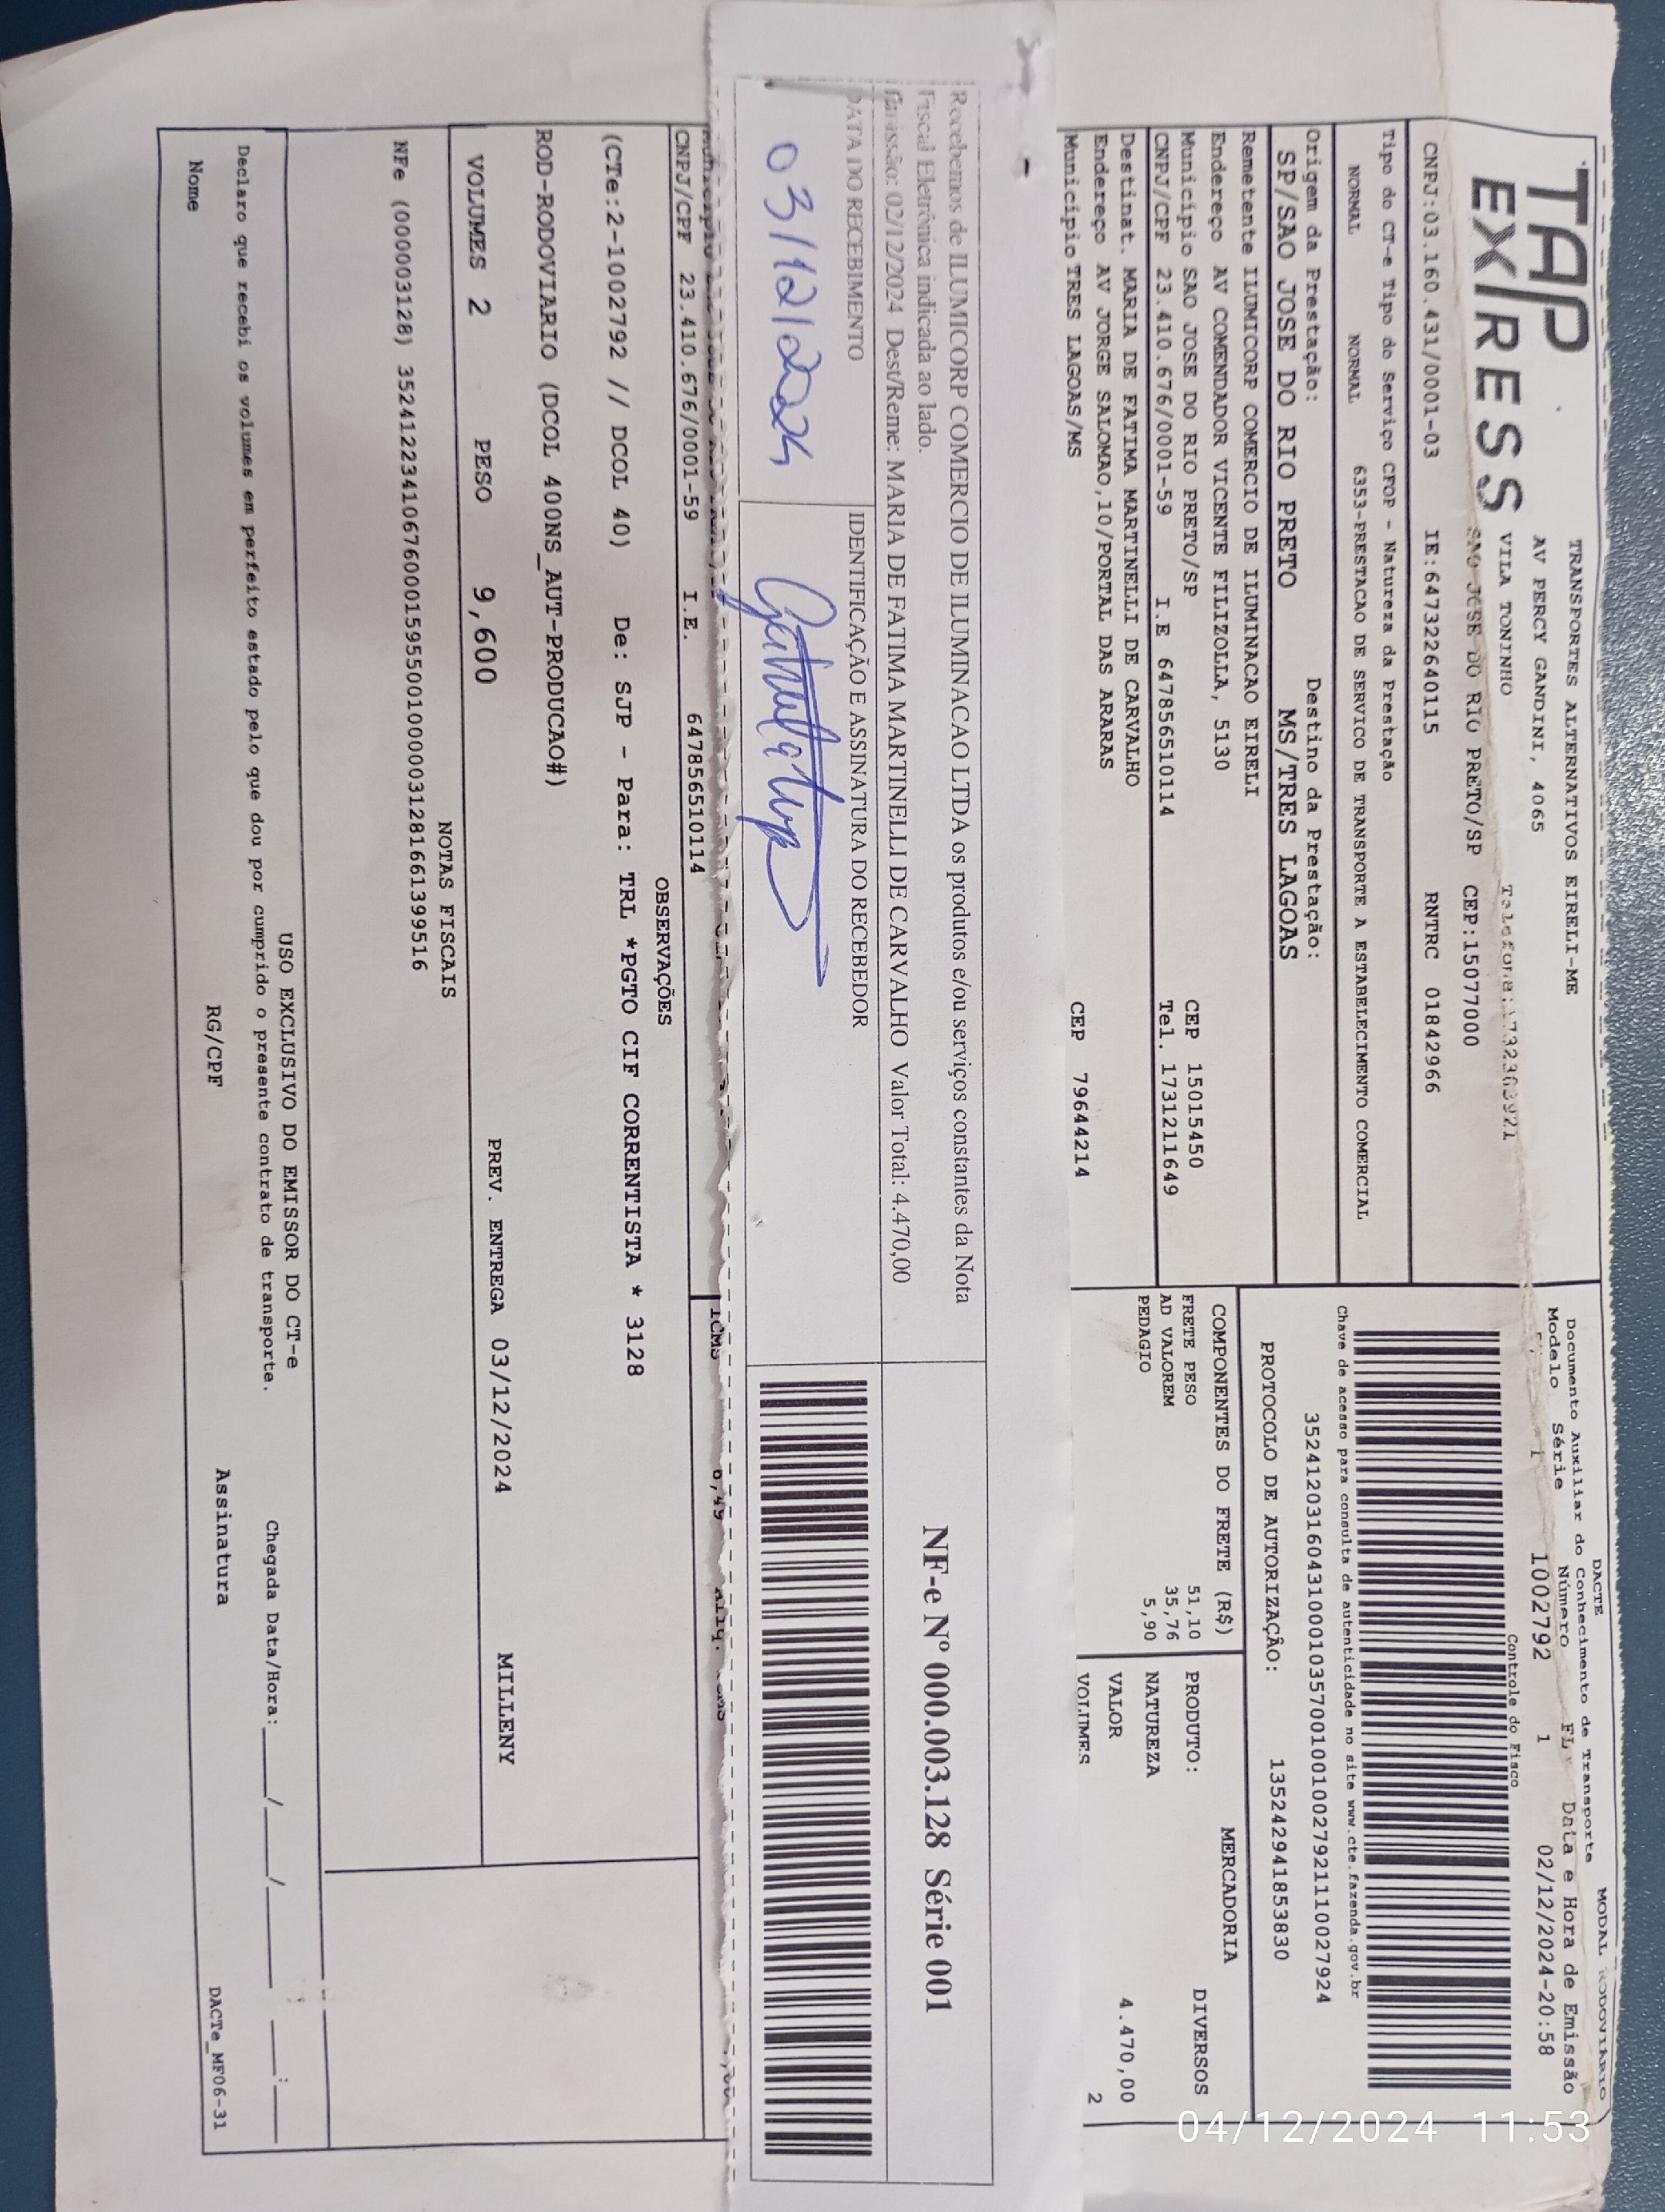 TAP EXPRESS
TRANSPORTES ALTERNATIVOS EIRELI-ME
AV PERCY GANDINI, 4065
VILA TONINHO
SAO JOSE DO RIO PRETO/SP CEP:15077000
CNPJ:03.160.431/0001-03 IE:647322640115 RNTRC 01842966
Tipo do CT-e Tipo do Serviço CFOP - Natureza da Prestação
NORMAL NORMAL 6353-PRESTACAO DE SERVICO DE TRANSPORTE A ESTABELECIMENTO COMERCIAL
Origem da Prestação: Destino da Prestação:
SP/SAO JOSE DO RIO PRETO MS/TRES LAGOAS
Remetente ILUMICORP COMERCIO DE ILUMINACAO EIRELI
Endereço AV COMENDADOR VICENTE FILIZOLLA, 5130
Município SAO JOSE DO RIO PRETO/SP CEP 15015450
CNPJ/CPF 23.410.676/0001-59 I.E 647856510114 Tel. 1731211649
Destinat. MARIA DE FATIMA MARTINELLI DE CARVALHO
Endereço AV JORGE SALOMAO,10/PORTAL DAS ARARAS
Município TRES LAGOAS/MS CEP 79644214
DACTE
MODAL RODOVIÁRIO
Documento Auxiliar do Conhecimento de Transporte
Modelo Série Número FL Data e Hora de Emissão
1002792 1 02/12/2024-20:58
Controle do Fisco
Chave de acesso para consulta de autenticidade no site www.cte.fazenda.gov.br
35241203160431000103570010010027921110027924
PROTOCOLO DE AUTORIZAÇÃO: 135242941853830
COMPONENTES DO FRETE (R$)
FRETE PESO 51,10
AD VALOREM 35,76
PEDAGIO 5,90
MERCADORIA
PRODUTO: DIVERSOS
NATUREZA
VALOR 4.470,00
VOLUMES 2
Recebemos de ILUMICORP COMERCIO DE ILUMINACAO LTDA os produtos e/ou serviços constantes da Nota
Fiscal Eletrônica indicada ao lado.
Emissão: 02/12/2024 Dest/Reme: MARIA DE FATIMA MARTINELLI DE CARVALHO Valor Total: 4.470,00
DATA DO RECEBIMENTO IDENTIFICAÇÃO E ASSINATURA DO RECEBEDOR
03/12/2024
NF-e Nº 000.003.128 Série 001
CNPJ/CPF 23.410.676/0001-59 I.E. 647856510114
ICMS
OBSERVAÇÕES
(CTe:2-1002792 // DCOL 40) De: SJP - Para: TRL *PGTO CIF CORRENTISTA * 3128
ROD-RODOVIARIO (DCOL 400NS_AUT-PRODUCAO#)
VOLUMES 2 PESO 9,600 PREV. ENTREGA 03/12/2024 MILLENY
NOTAS FISCAIS
NFe (000003128) 35241223410676000159550010000031281661399516
USO EXCLUSIVO DO EMISSOR DO CT-e
Declaro que recebi os volumes em perfeito estado pelo que dou por cumprido o presente contrato de transporte.
Chegada Data/Hora:____/____/____ __:__
Nome RG/CPF Assinatura DACTe_MF06-31
04/12/2024 11:53